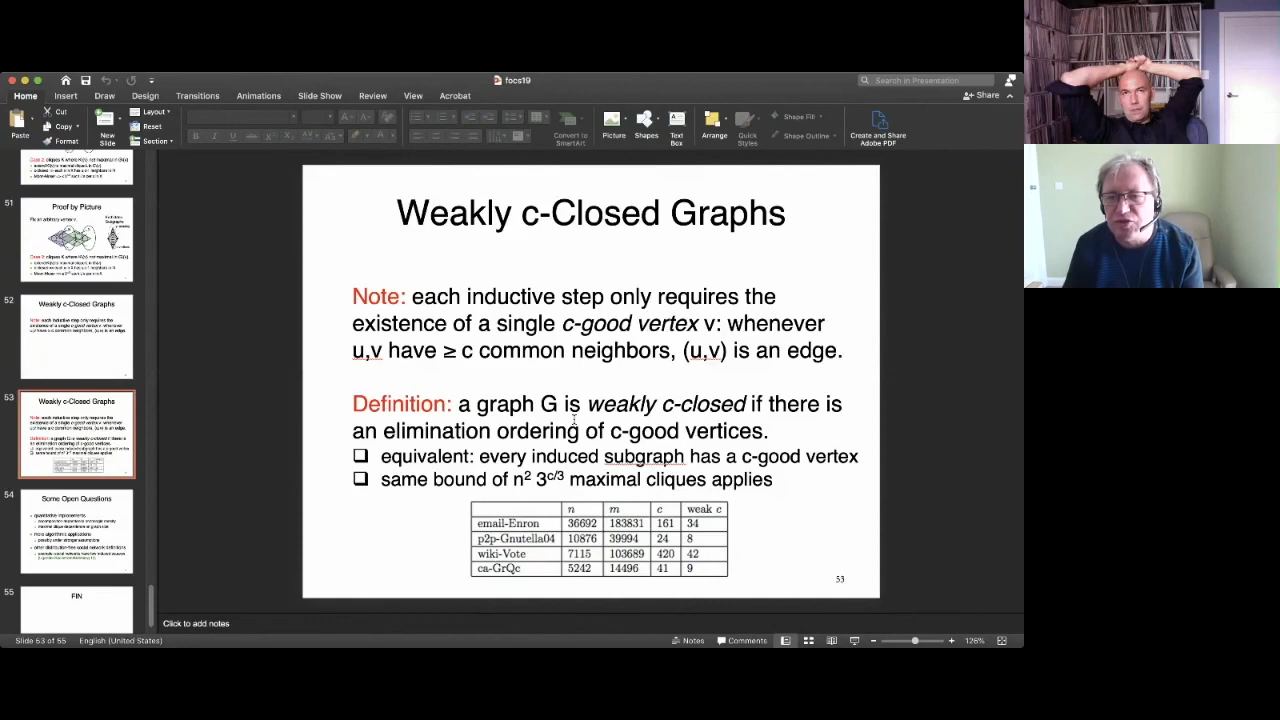 focs19
Search in Presentation
Home Insert Draw Design Transitions Animations Slide Show Review View Acrobat
Share
Paste
Cut
Copy
Format
New Slide
Layout
Reset
Section
Convert to SmartArt
Picture
Shapes
Text Box
Arrange
Quick Styles
Shape Fill
Shape Outline
Create and Share Adobe PDF
51
Proof by Picture
52
Weakly c-Closed Graphs
53
Weakly c-Closed Graphs
54
Some Open Questions
55
FIN
Weakly c-Closed Graphs
Note: each inductive step only requires the
existence of a single c-good vertex v: whenever
u,v have ≥ c common neighbors, (u,v) is an edge.
Definition: a graph G is weakly c-closed if there is
an elimination ordering of c-good vertices.
❑ equivalent: every induced subgraph has a c-good vertex
❑ same bound of n² 3^{c/3} maximal cliques applies
n m c weak c
email-Enron 36692 183831 161 34
p2p-Gnutella04 10876 39994 24 8
wiki-Vote 7115 103689 420 42
ca-GrQc 5242 14496 41 9
53
Click to add notes
Slide 53 of 55 English (United States)
Notes Comments 126%